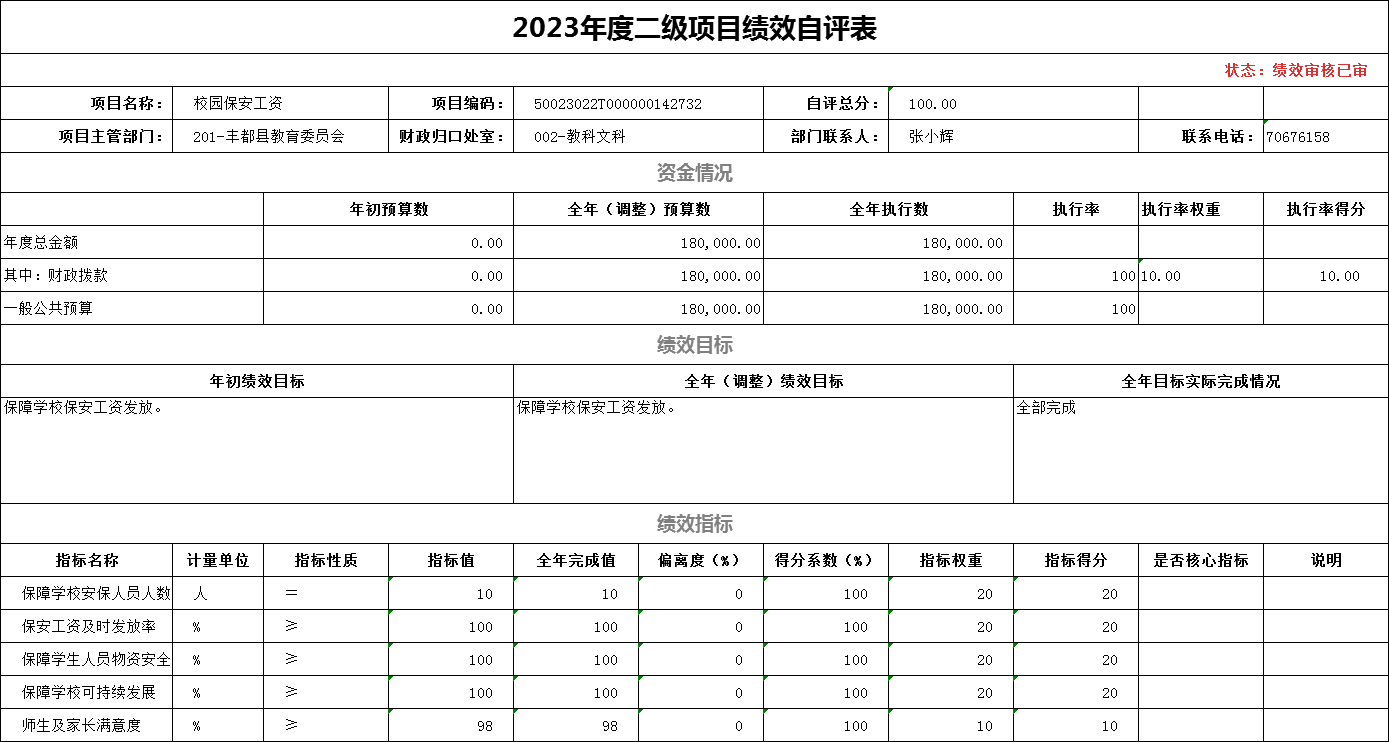 2023年度二级项目绩效自评表
状态：绩效审核已审
项目名称： 校园保安工资 项目编码： 50023022T000000142732 自评总分： 100.00
项目主管部门： 201-丰都县教育委员会 财政归口处室： 002-教科文科 部门联系人： 张小辉 联系电话： 70676158
资金情况
年初预算数 全年（调整）预算数 全年执行数 执行率 执行率权重 执行率得分
年度总金额 0.00 180,000.00 180,000.00
其中：财政拨款 0.00 180,000.00 180,000.00 100 10.00 10.00
一般公共预算 0.00 180,000.00 180,000.00 100
绩效目标
年初绩效目标 全年（调整）绩效目标 全年目标实际完成情况
保障学校保安工资发放。 保障学校保安工资发放。 全部完成
绩效指标
指标名称 计量单位 指标性质 指标值 全年完成值 偏离度（%） 得分系数（%） 指标权重 指标得分 是否核心指标 说明
保障学校安保人员人数 人 ＝ 10 10 0 100 20 20
保安工资及时发放率 % ≥ 100 100 0 100 20 20
保障学生人员物资安全 % ≥ 100 100 0 100 20 20
保障学校可持续发展 % ≥ 100 100 0 100 20 20
师生及家长满意度 % ≥ 98 98 0 100 10 10